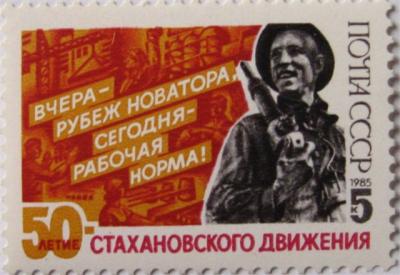 ВЧЕРА-
РУБЕЖ НОВАТОРА,
СЕГОДНЯ-
РАБОЧАЯ
НОРМА!
ПОЧТА СССР
1985
5 К
50-
ЛЕТИЕ
СТАХАНОВСКОГО ДВИЖЕНИЯ